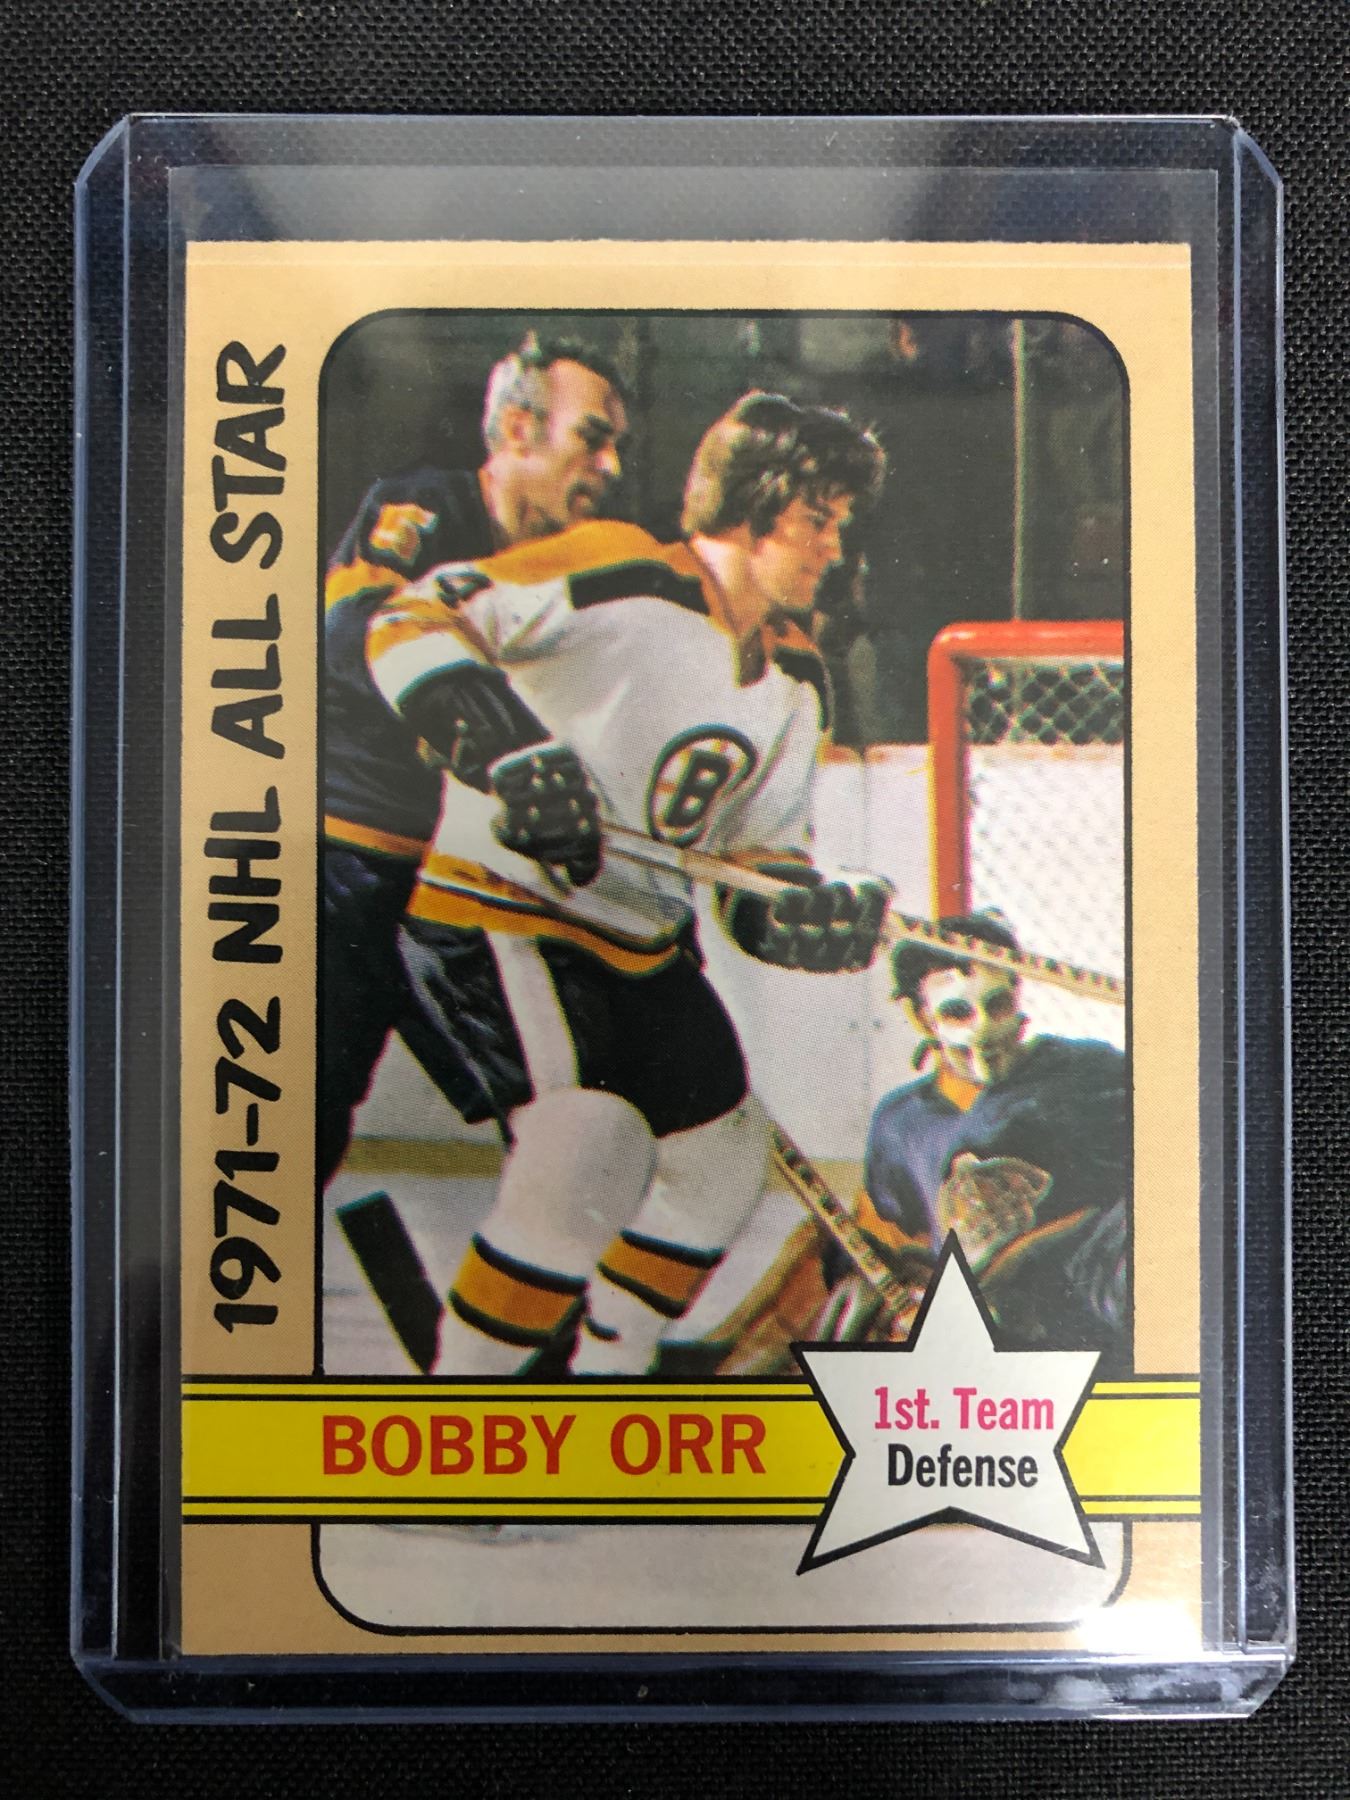 1971-72 NHL ALL STAR
B
BOBBY ORR
1st. Team
Defense